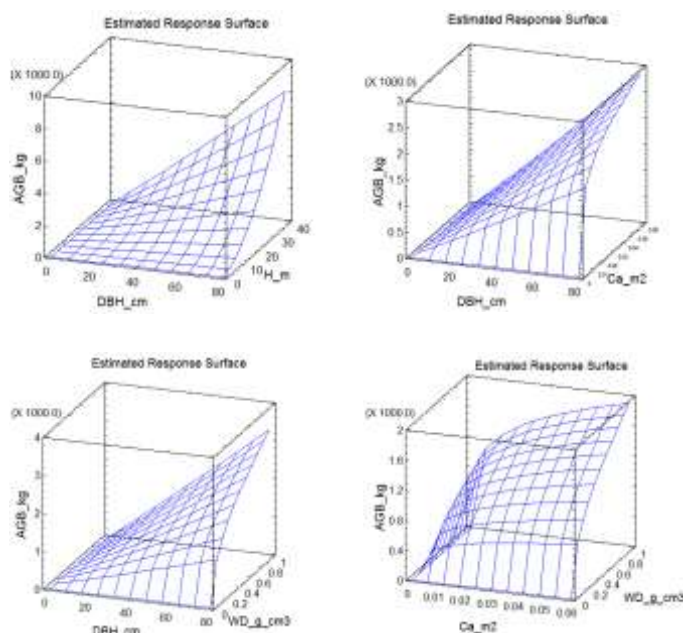 Estimated Response Surface
(X 1000.0)
10
8
6
4
2
0
AGB_kg
0 20 40 60 80
DBH_cm
0 10 20 30 40
H_m
Estimated Response Surface
(X 1000.0)
3
2.5
2
1.5
1
0.5
0
AGB_kg
0 20 40 60 80
DBH_cm
Ca_m2
Estimated Response Surface
(X 1000.0)
4
3
2
1
0
AGB_kg
0 20 40 60 80
DBH_cm
0 0.2 0.4 0.6 0.8 1
WD_g_cm3
Estimated Response Surface
(X 1000.0)
2
1.6
1.2
0.8
0.4
0
AGB_kg
0 0.01 0.02 0.03 0.04 0.05 0.06
Ca_m2
0 0.2 0.4 0.6 0.8 1
WD_g_cm3